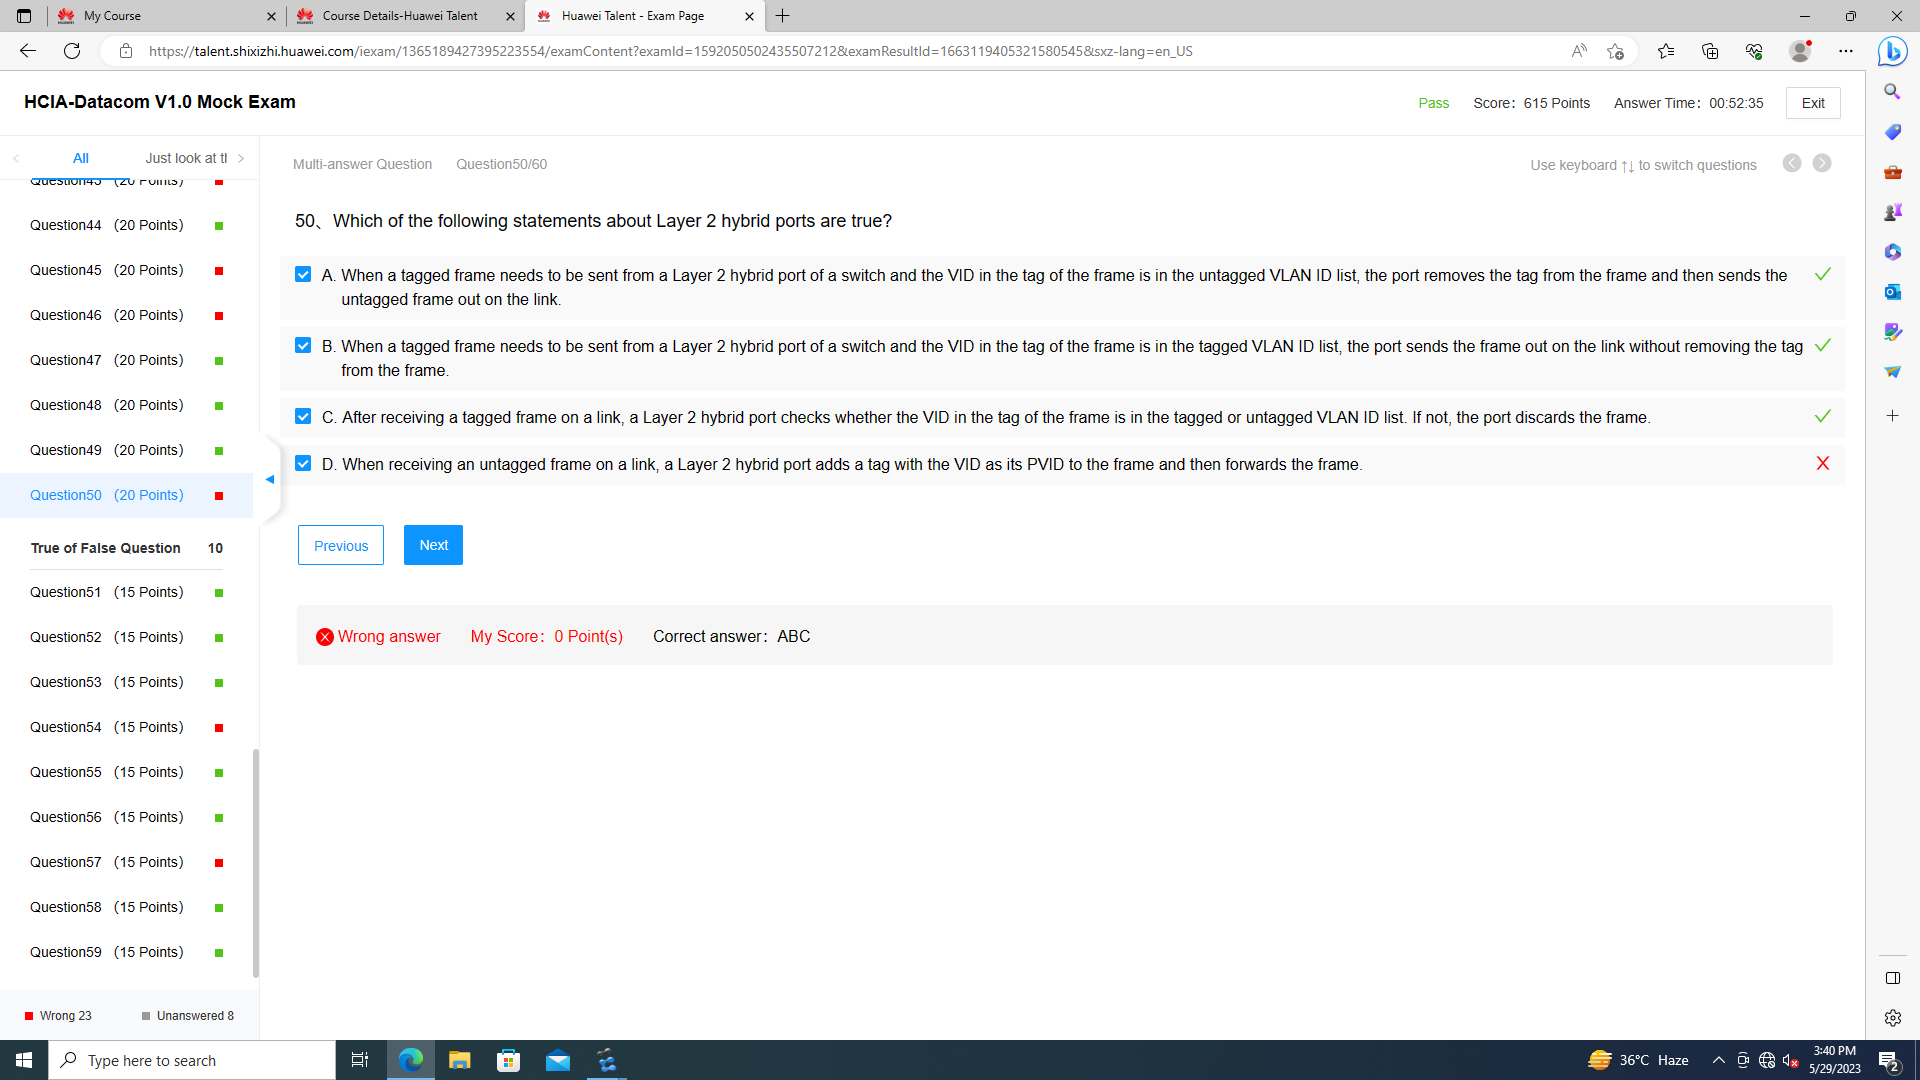 My Course
Course Details-Huawei Talent
Huawei Talent - Exam Page
https://talent.shixizhi.huawei.com/iexam/1365189427395223554/examContent?examId=1592050502435507212&examResultId=1663119405321580545&sxz-lang=en_US
HCIA-Datacom V1.0 Mock Exam
Pass
Score：615 Points
Answer Time：00:52:35
Exit
All
Just look at th
Multi-answer Question
Question50/60
Use keyboard ↑↓ to switch questions
Question43 (20 Points)
Question44 (20 Points)
Question45 (20 Points)
Question46 (20 Points)
Question47 (20 Points)
Question48 (20 Points)
Question49 (20 Points)
Question50 (20 Points)
True of False Question 10
Question51 (15 Points)
Question52 (15 Points)
Question53 (15 Points)
Question54 (15 Points)
Question55 (15 Points)
Question56 (15 Points)
Question57 (15 Points)
Question58 (15 Points)
Question59 (15 Points)
Wrong 23
Unanswered 8
50、Which of the following statements about Layer 2 hybrid ports are true?
A. When a tagged frame needs to be sent from a Layer 2 hybrid port of a switch and the VID in the tag of the frame is in the untagged VLAN ID list, the port removes the tag from the frame and then sends the
untagged frame out on the link.
B. When a tagged frame needs to be sent from a Layer 2 hybrid port of a switch and the VID in the tag of the frame is in the tagged VLAN ID list, the port sends the frame out on the link without removing the tag
from the frame.
C. After receiving a tagged frame on a link, a Layer 2 hybrid port checks whether the VID in the tag of the frame is in the tagged or untagged VLAN ID list. If not, the port discards the frame.
D. When receiving an untagged frame on a link, a Layer 2 hybrid port adds a tag with the VID as its PVID to the frame and then forwards the frame.
Previous
Next
Wrong answer
My Score：0 Point(s)
Correct answer：ABC
Type here to search
36°C Haze
3:40 PM
5/29/2023
2